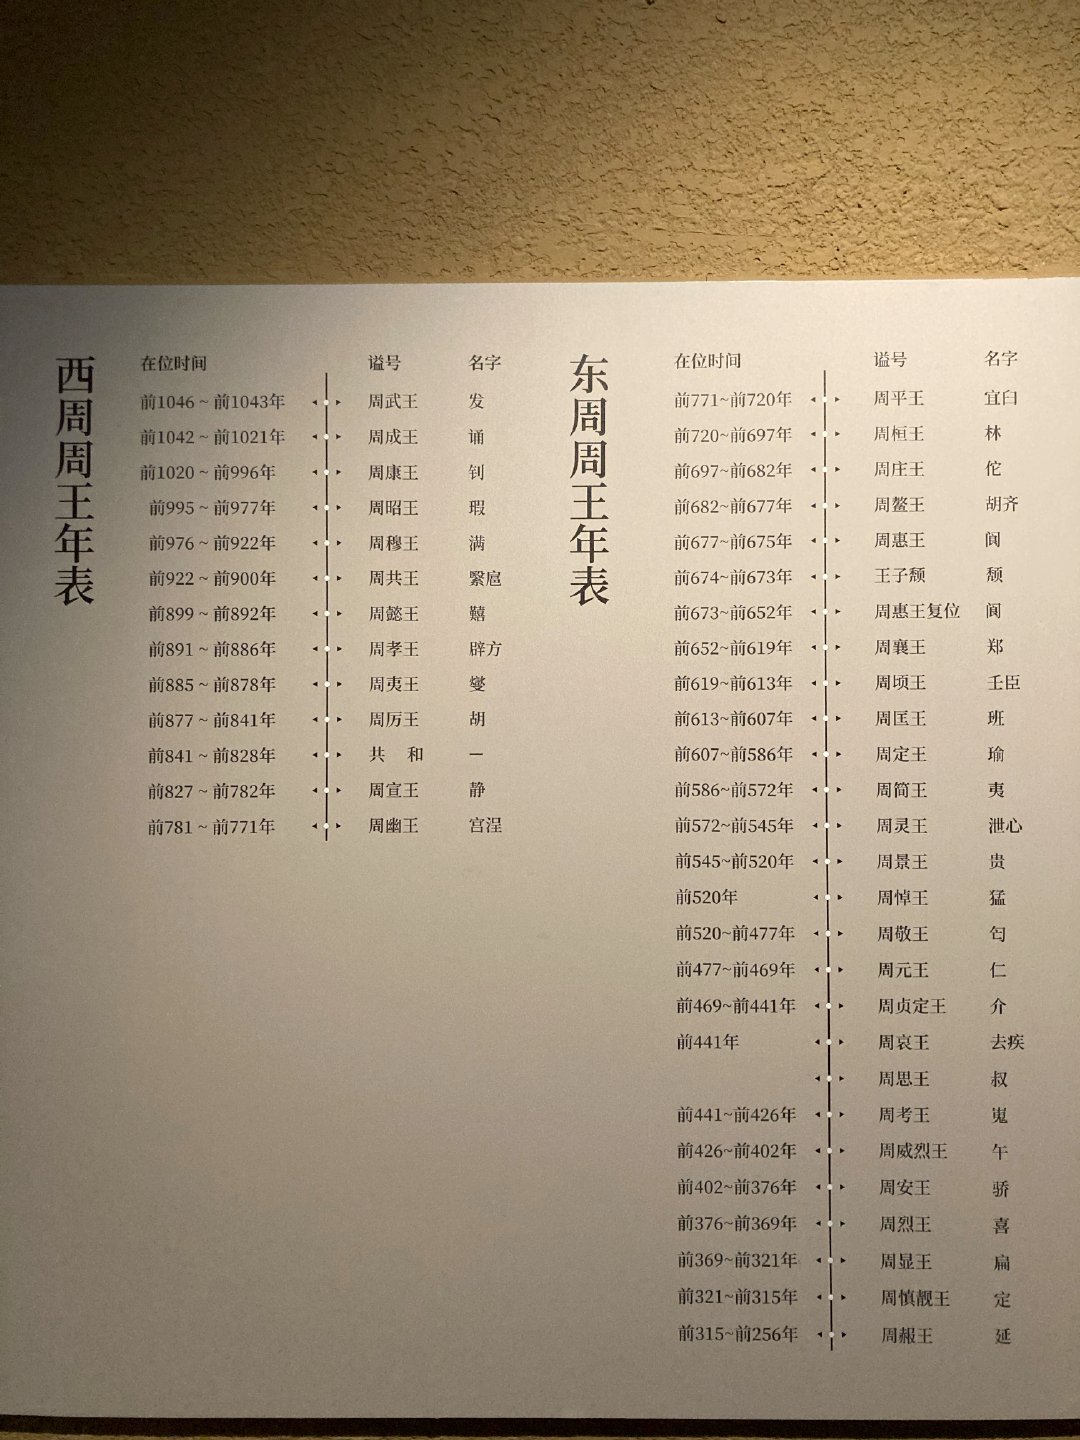 西周周王年表
在位时间 谥号 名字
前1046 ~ 前1043年 周武王 发
前1042 ~ 前1021年 周成王 诵
前1020 ~ 前996年 周康王 钊
前995 ~ 前977年 周昭王 瑕
前976 ~ 前922年 周穆王 满
前922 ~ 前900年 周共王 繄扈
前899 ~ 前892年 周懿王 囏
前891 ~ 前886年 周孝王 辟方
前885 ~ 前878年 周夷王 燮
前877 ~ 前841年 周厉王 胡
前841 ~ 前828年 共 和 —
前827 ~ 前782年 周宣王 静
前781 ~ 前771年 周幽王 宫湦
东周周王年表
在位时间 谥号 名字
前771~前720年 周平王 宜臼
前720~前697年 周桓王 林
前697~前682年 周庄王 佗
前682~前677年 周釐王 胡齐
前677~前675年 周惠王 阆
前674~前673年 王子颓 颓
前673~前652年 周惠王复位 阆
前652~前619年 周襄王 郑
前619~前613年 周顷王 壬臣
前613~前607年 周匡王 班
前607~前586年 周定王 瑜
前586~前572年 周简王 夷
前572~前545年 周灵王 泄心
前545~前520年 周景王 贵
前520年 周悼王 猛
前520~前477年 周敬王 匄
前477~前469年 周元王 仁
前469~前441年 周贞定王 介
前441年 周哀王 去疾
周思王 叔
前441~前426年 周考王 嵬
前426~前402年 周威烈王 午
前402~前376年 周安王 骄
前376~前369年 周烈王 喜
前369~前321年 周显王 扁
前321~前315年 周慎靓王 定
前315~前256年 周赧王 延